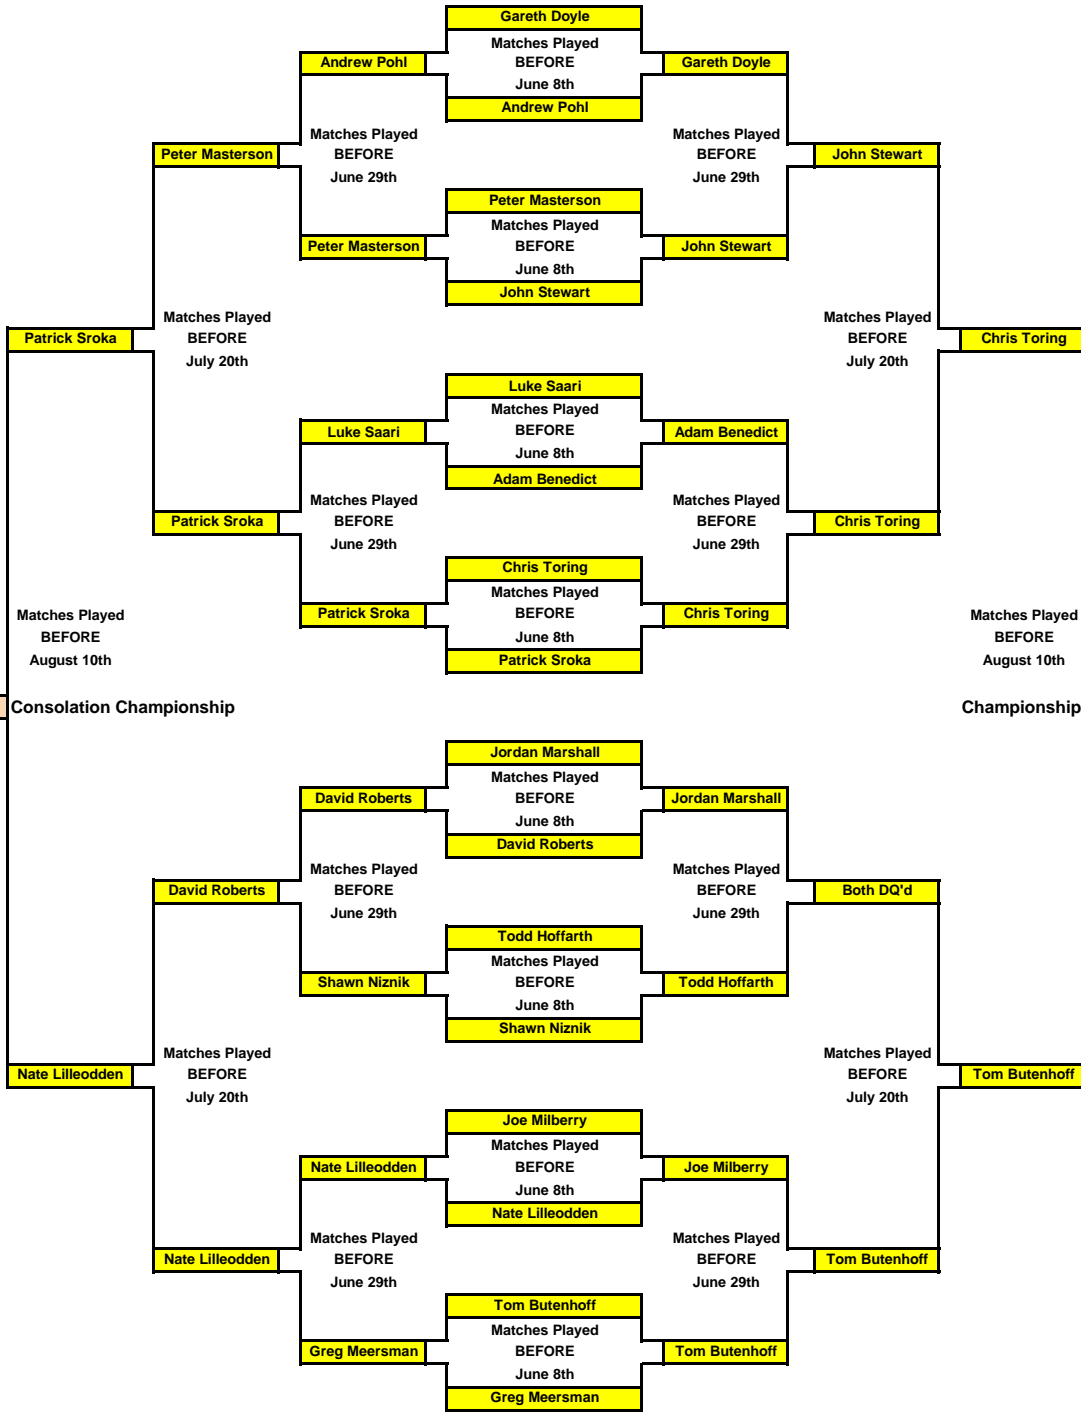 Gareth Doyle
Matches Played
Andrew Pohl
BEFORE
Gareth Doyle
June 8th
Andrew Pohl
Matches Played
Matches Played
Peter Masterson
BEFORE
BEFORE
John Stewart
June 29th
June 29th
Peter Masterson
Matches Played
Peter Masterson
BEFORE
John Stewart
June 8th
John Stewart
Matches Played
Matches Played
Patrick Sroka
BEFORE
BEFORE
Chris Toring
July 20th
July 20th
Luke Saari
Matches Played
Luke Saari
BEFORE
Adam Benedict
June 8th
Adam Benedict
Matches Played
Matches Played
Patrick Sroka
BEFORE
BEFORE
Chris Toring
June 29th
June 29th
Chris Toring
Matches Played
Patrick Sroka
BEFORE
Chris Toring
June 8th
Patrick Sroka
Matches Played
BEFORE
August 10th
Matches Played
BEFORE
August 10th
Consolation Championship
Championship
Jordan Marshall
Matches Played
David Roberts
BEFORE
Jordan Marshall
June 8th
David Roberts
Matches Played
Matches Played
David Roberts
BEFORE
BEFORE
Both DQ'd
June 29th
June 29th
Todd Hoffarth
Matches Played
Shawn Niznik
BEFORE
Todd Hoffarth
June 8th
Shawn Niznik
Matches Played
Matches Played
Nate Lilleodden
BEFORE
BEFORE
Tom Butenhoff
July 20th
July 20th
Joe Milberry
Matches Played
Nate Lilleodden
BEFORE
Joe Milberry
June 8th
Nate Lilleodden
Matches Played
Matches Played
Nate Lilleodden
BEFORE
BEFORE
Tom Butenhoff
June 29th
June 29th
Tom Butenhoff
Matches Played
Greg Meersman
BEFORE
Tom Butenhoff
June 8th
Greg Meersman